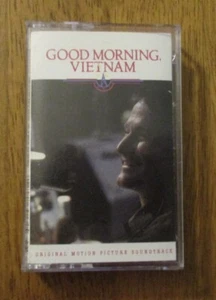 GOOD MORNING,
VIETNAM
ORIGINAL MOTION PICTURE SOUNDTRACK